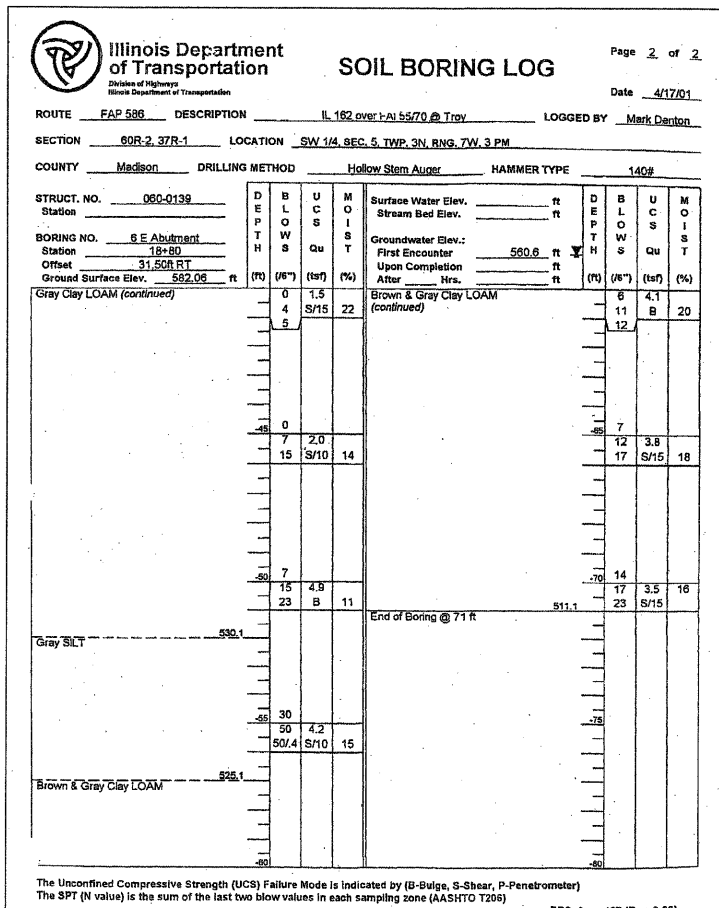 Illinois Department
of Transportation
Division of Highways
Illinois Department of Transportation
SOIL BORING LOG
Page 2 of 2
Date 4/17/01
ROUTE FAP 586 DESCRIPTION IL 162 over FAI 55/70 @ Troy LOGGED BY Mark Denton
SECTION 60R-2, 37R-1 LOCATION SW 1/4, SEC. 5, TWP. 3N, RNG. 7W, 3 PM
COUNTY Madison DRILLING METHOD Hollow Stem Auger HAMMER TYPE 140#
STRUCT. NO. 060-0139
Station
BORING NO. 6 E Abutment
Station 18+80
Offset 31.50ft RT
Ground Surface Elev. 582.06 ft
DEPTH (ft)
BLOWS (/6")
UCS Qu (tsf)
MOIST (%)
Surface Water Elev. ft
Stream Bed Elev. ft
Groundwater Elev.:
First Encounter 560.6 ft
Upon Completion ft
After Hrs. ft
DEPTH (ft)
BLOWS (/6")
UCS Qu (tsf)
MOIST (%)
Gray Clay LOAM (continued)
0 1.5
4 S/15 22
5
-45 0
7 2.0
15 S/10 14
-50 7
15 4.9
23 B 11
530.1
Gray SILT
-55 30
50 4.2
50/.4 S/10 15
525.1
Brown & Gray Clay LOAM
-60
Brown & Gray Clay LOAM
(continued)
6 4.1
11 B 20
12
-65 7
12 3.8
17 S/15 18
-70 14
17 3.5 16
511.1 23 S/15
End of Boring @ 71 ft
-75
-80
The Unconfined Compressive Strength (UCS) Failure Mode is indicated by (B-Bulge, S-Shear, P-Penetrometer)
The SPT (N value) is the sum of the last two blow values in each sampling zone (AASHTO T206)